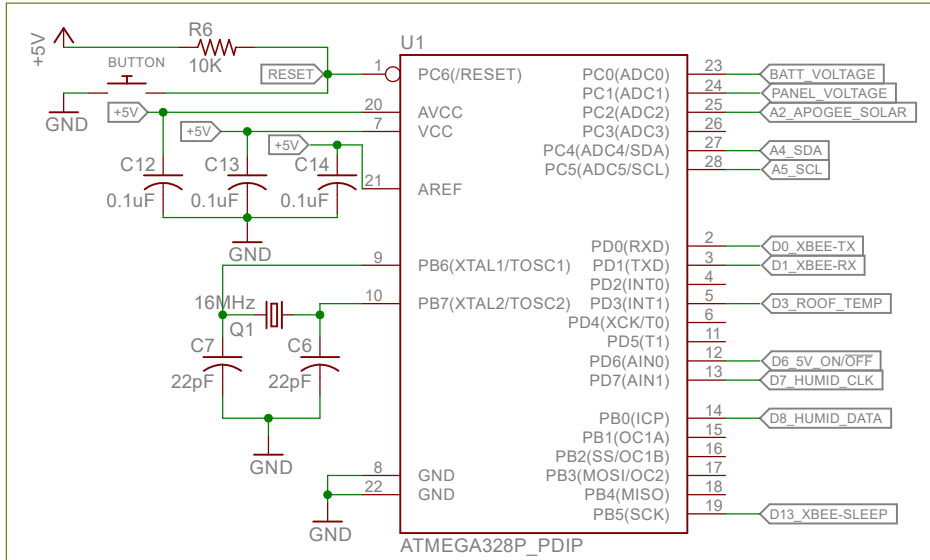 +5V
R6
10K
BUTTON
GND
RESET
+5V
+5V
+5V
C12
0.1uF
C13
0.1uF
C14
0.1uF
GND
16MHz
Q1
C7
22pF
C6
22pF
GND
GND
U1
1 PC6(/RESET)
20 AVCC
7 VCC
21 AREF
9 PB6(XTAL1/TOSC1)
10 PB7(XTAL2/TOSC2)
8 GND
22 GND
PC0(ADC0) 23 BATT_VOLTAGE
PC1(ADC1) 24 PANEL_VOLTAGE
PC2(ADC2) 25 A2_APOGEE_SOLAR
PC3(ADC3) 26
PC4(ADC4/SDA) 27 A4_SDA
PC5(ADC5/SCL) 28 A5_SCL
PD0(RXD) 2 D0_XBEE-TX
PD1(TXD) 3 D1_XBEE-RX
PD2(INT0) 4
PD3(INT1) 5 D3_ROOF_TEMP
PD4(XCK/T0) 6
PD5(T1) 11
PD6(AIN0) 12 D6_5V_ON/OFF
PD7(AIN1) 13 D7_HUMID_CLK
PB0(ICP) 14 D8_HUMID_DATA
PB1(OC1A) 15
PB2(SS/OC1B) 16
PB3(MOSI/OC2) 17
PB4(MISO) 18
PB5(SCK) 19 D13_XBEE-SLEEP
ATMEGA328P_PDIP